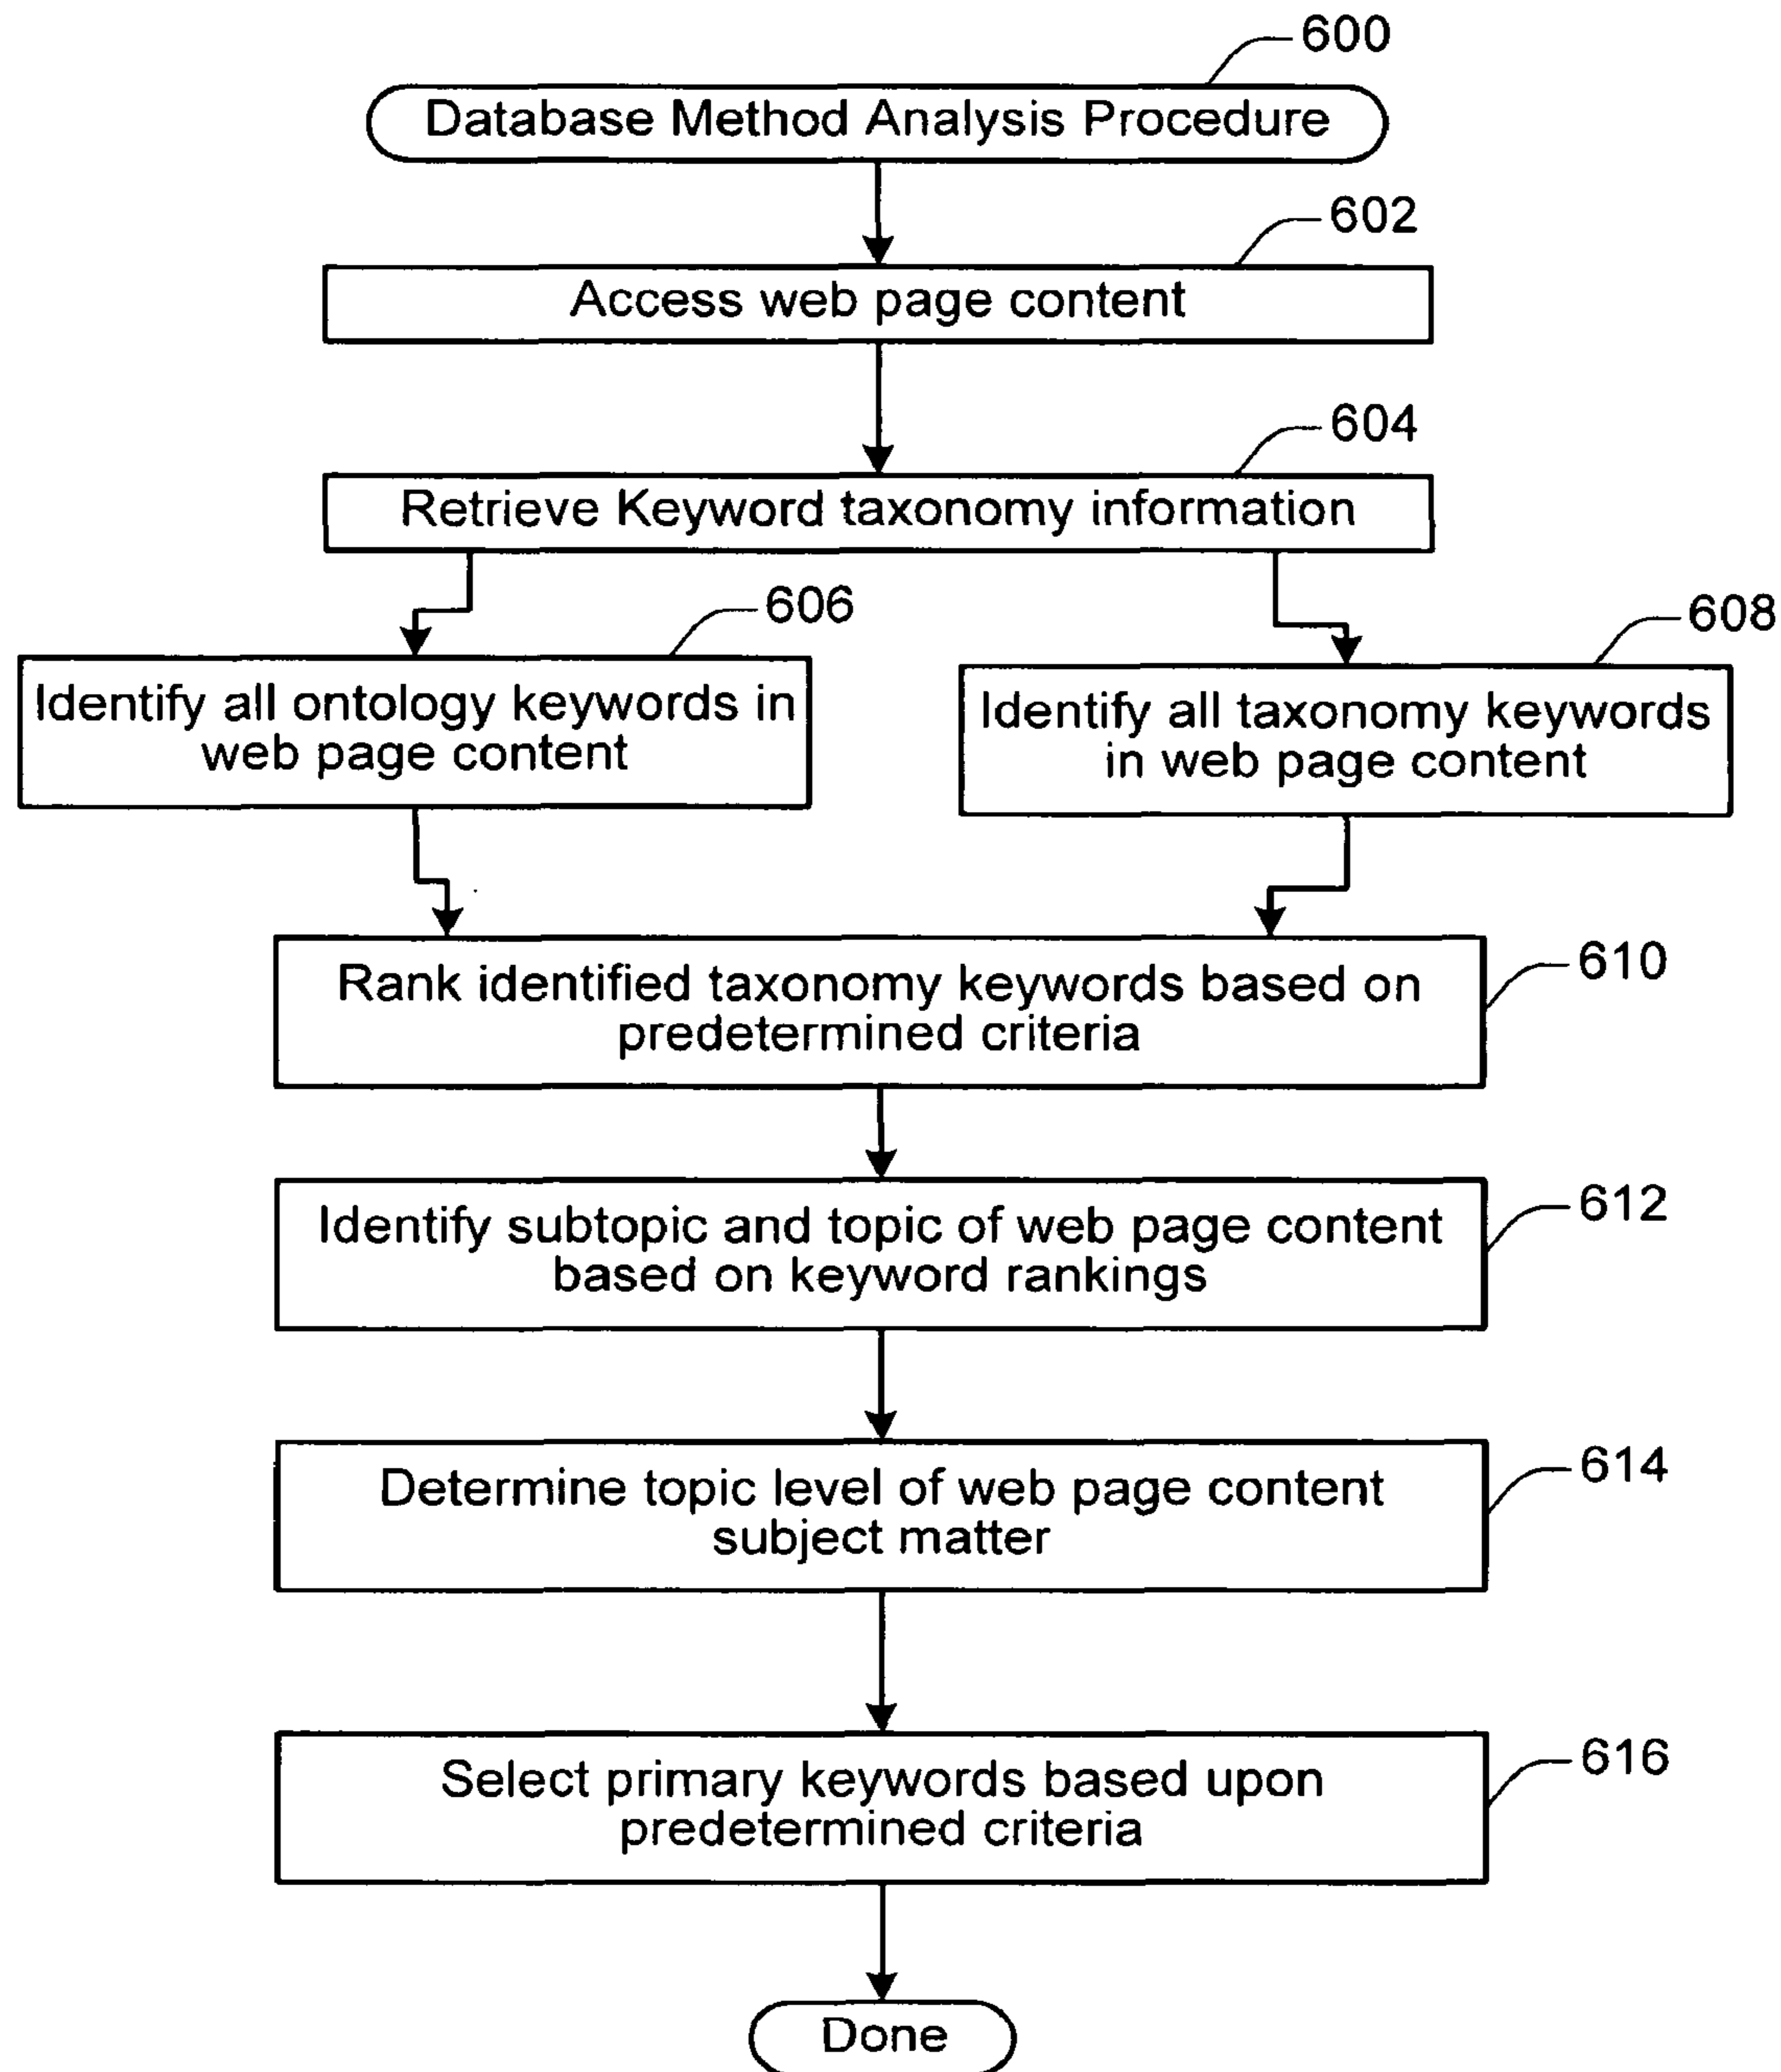 600
Database Method Analysis Procedure
602
Access web page content
604
Retrieve Keyword taxonomy information
606
608
Identify all ontology keywords in
web page content
Identify all taxonomy keywords
in web page content
610
Rank identified taxonomy keywords based on
predetermined criteria
612
Identify subtopic and topic of web page content
based on keyword rankings
614
Determine topic level of web page content
subject matter
616
Select primary keywords based upon
predetermined criteria
Done